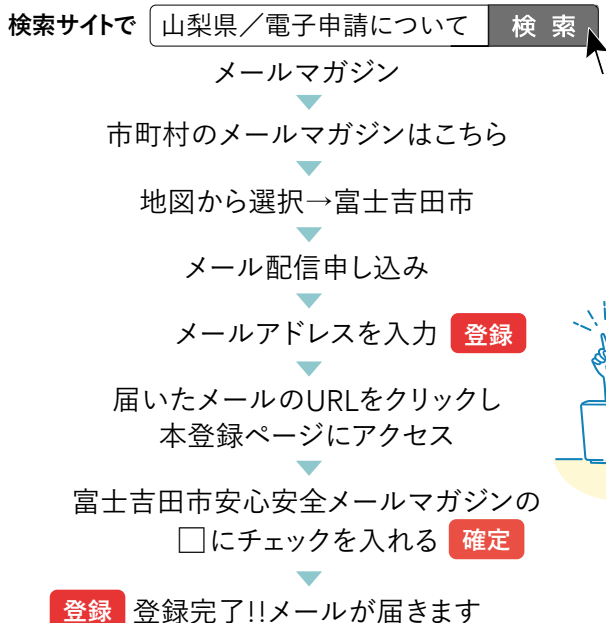 検索サイトで 山梨県／電子申請について 検索
メールマガジン
市町村のメールマガジンはこちら
地図から選択→富士吉田市
メール配信申し込み
メールアドレスを入力 登録
届いたメールのURLをクリックし
本登録ページにアクセス
富士吉田市安心安全メールマガジンの
□にチェックを入れる 確定
登録 登録完了!!メールが届きます